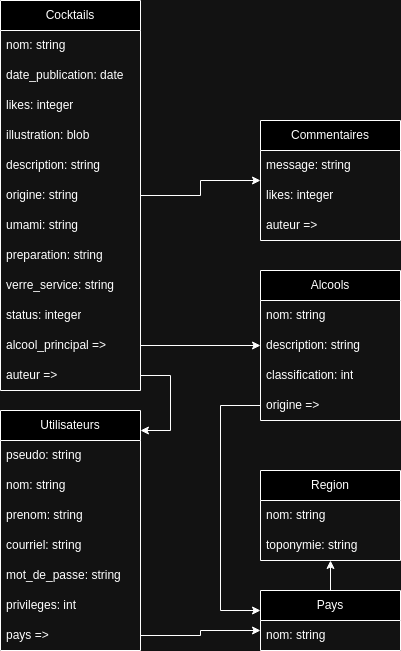 Cocktails
nom: string
date_publication: date
likes: integer
illustration: blob
description: string
origine: string
umami: string
preparation: string
verre_service: string
status: integer
alcool_principal =>
auteur =>
Commentaires
message: string
likes: integer
auteur =>
Alcools
nom: string
description: string
classification: int
origine =>
Utilisateurs
pseudo: string
nom: string
prenom: string
courriel: string
mot_de_passe: string
privileges: int
pays =>
Region
nom: string
toponymie: string
Pays
nom: string